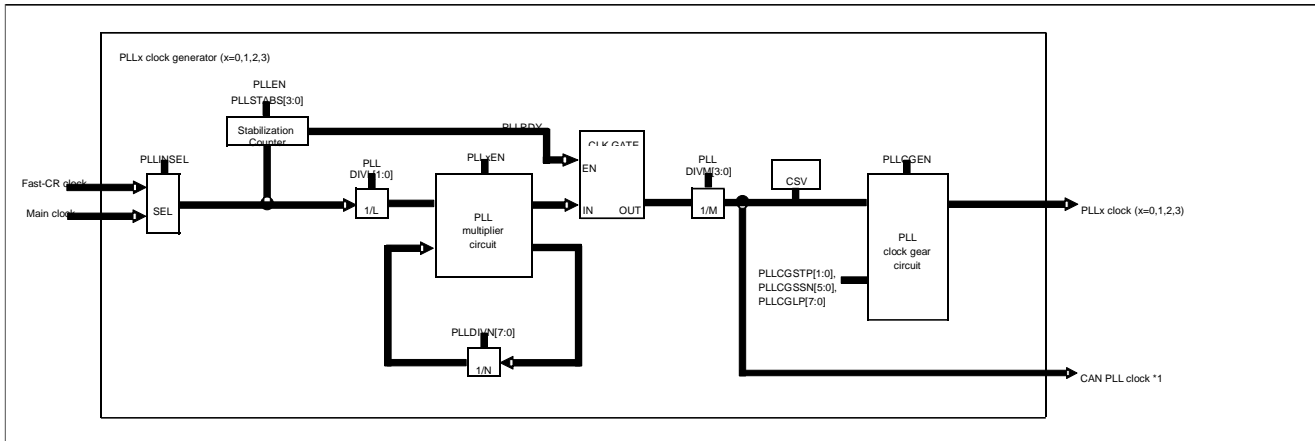 PLLx clock generator (x=0,1,2,3)
PLLEN
PLLSTABS[3:0]
Stabilization
Counter
PLLRDY
CLK GATE
EN
IN
OUT
PLLINSEL
Fast-CR clock
Main clock
SEL
PLL
DIVL[1:0]
1/L
PLLxEN
PLL
multiplier
circuit
PLLDIVN[7:0]
1/N
PLL
DIVM[3:0]
1/M
CSV
PLLCGEN
PLL
clock gear
circuit
PLLCGSTP[1:0],
PLLCGSSN[5:0],
PLLCGLP[7:0]
PLLx clock (x=0,1,2,3)
CAN PLL clock *1